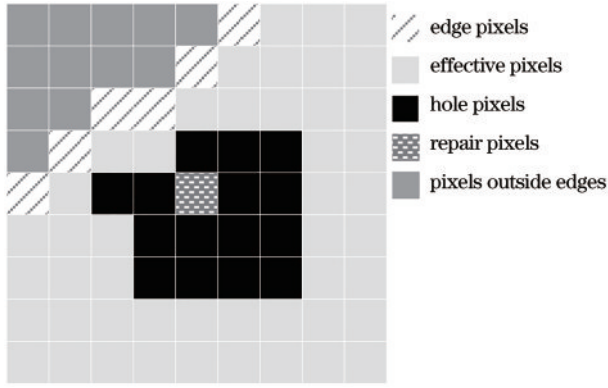 edge pixels
effective pixels
hole pixels
repair pixels
pixels outside edges